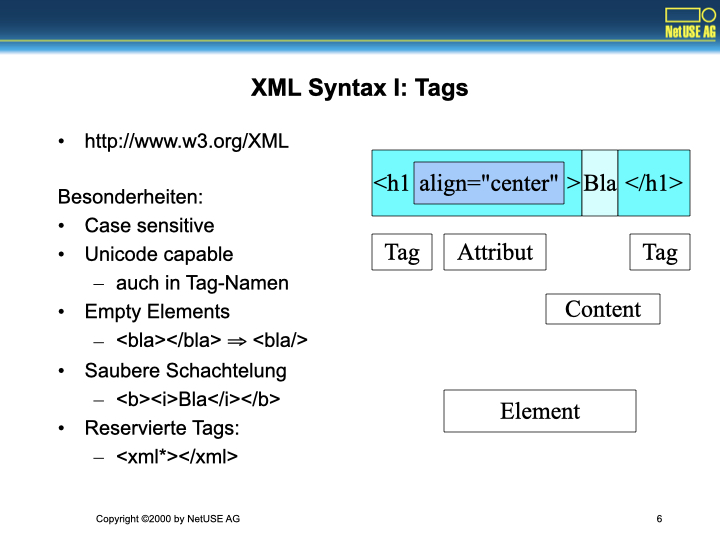 NetUSE AG
XML Syntax I: Tags
• http://www.w3.org/XML
Besonderheiten:
• Case sensitive
• Unicode capable
– auch in Tag-Namen
• Empty Elements
– <bla></bla> ⇒ <bla/>
• Saubere Schachtelung
– <b><i>Bla</i></b>
• Reservierte Tags:
– <xml*></xml>
<h1 align="center" >Bla </h1>
Tag Attribut Tag
Content
Element
Copyright ©2000 by NetUSE AG 6